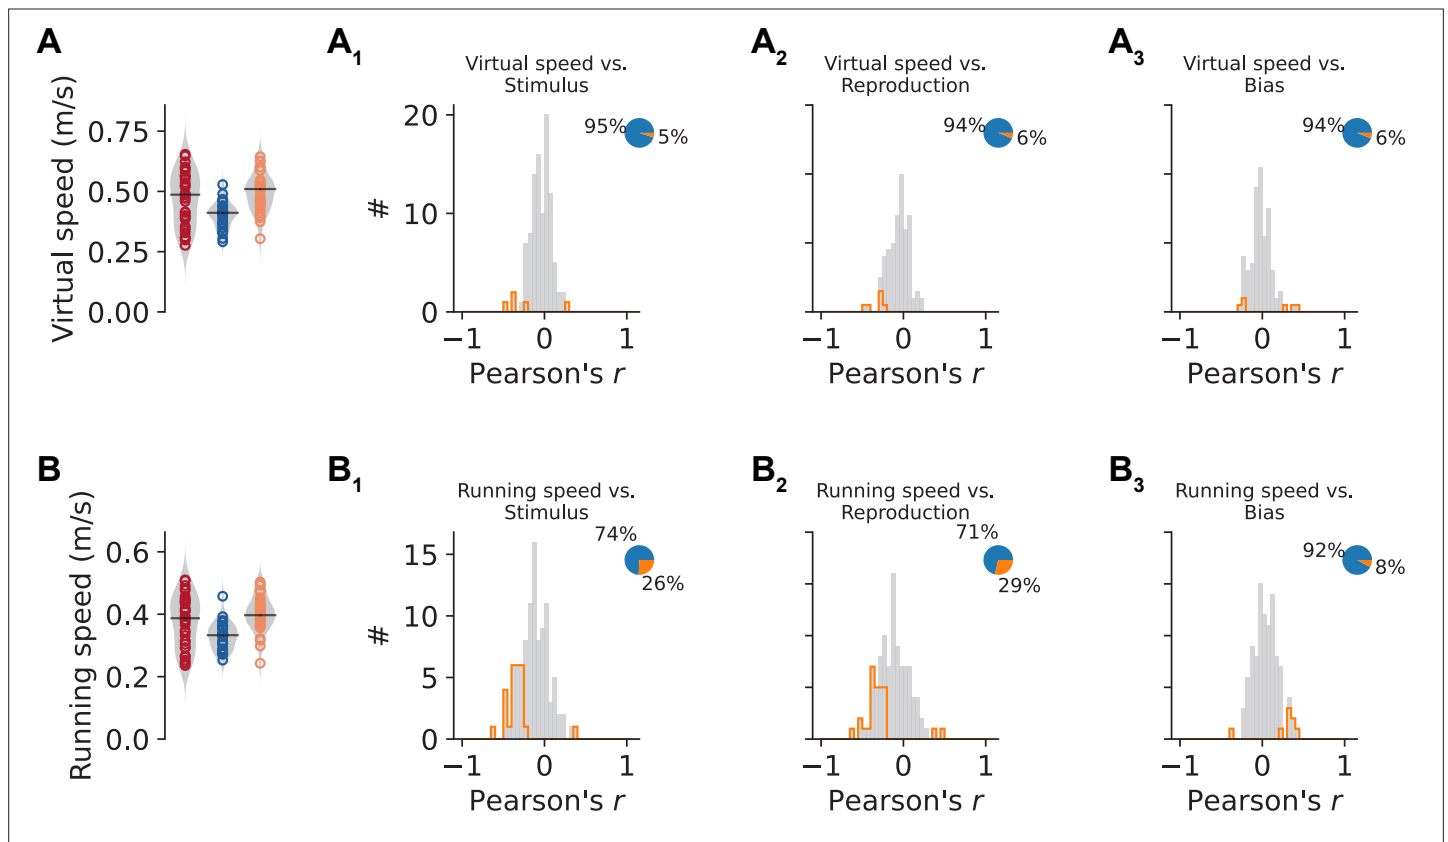 A
Virtual speed (m/s)
0.75
0.50
0.25
0.00
A1
Virtual speed vs.
Stimulus
95%
5%
20
10
0
#
−1 0 1
Pearson's r
A2
Virtual speed vs.
Reproduction
94%
6%
−1 0 1
Pearson's r
A3
Virtual speed vs.
Bias
94%
6%
−1 0 1
Pearson's r
B
Running speed (m/s)
0.6
0.4
0.2
0.0
B1
Running speed vs.
Stimulus
74%
26%
15
10
5
0
#
−1 0 1
Pearson's r
B2
Running speed vs.
Reproduction
71%
29%
−1 0 1
Pearson's r
B3
Running speed vs.
Bias
92%
8%
−1 0 1
Pearson's r